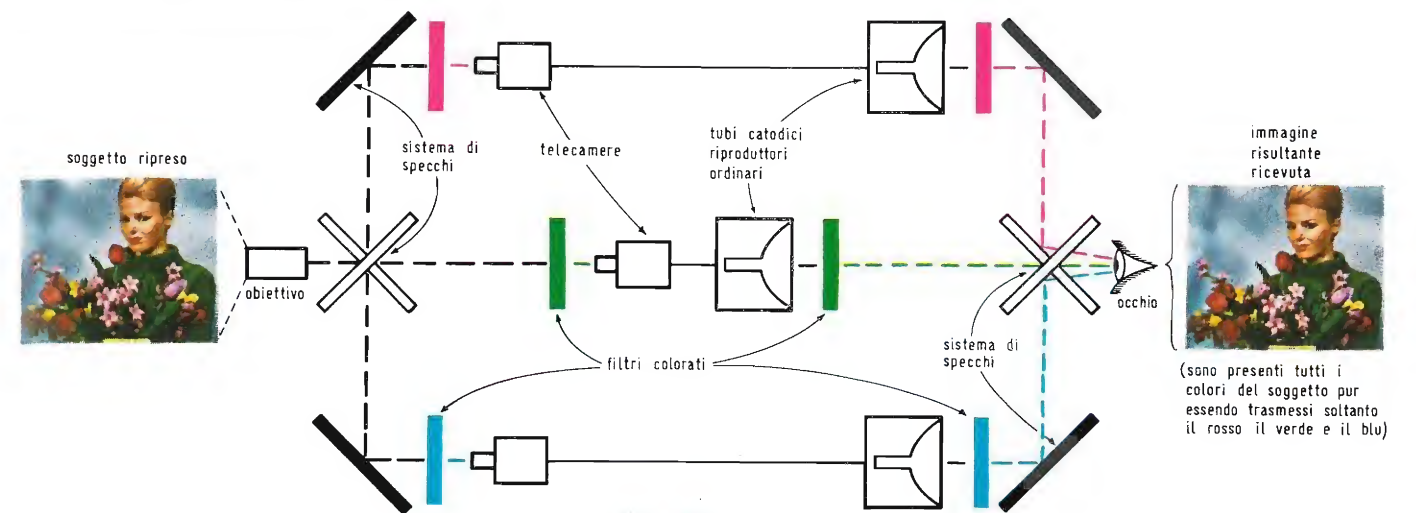 soggetto ripreso
obiettivo
sistema di
specchi
telecamere
tubi catodici
riproduttori
ordinari
filtri colorati
sistema di
specchi
occhio
immagine
risultante
ricevuta
(sono presenti tutti i
colori del soggetto pur
essendo trasmessi soltanto
il rosso il verde e il blu)